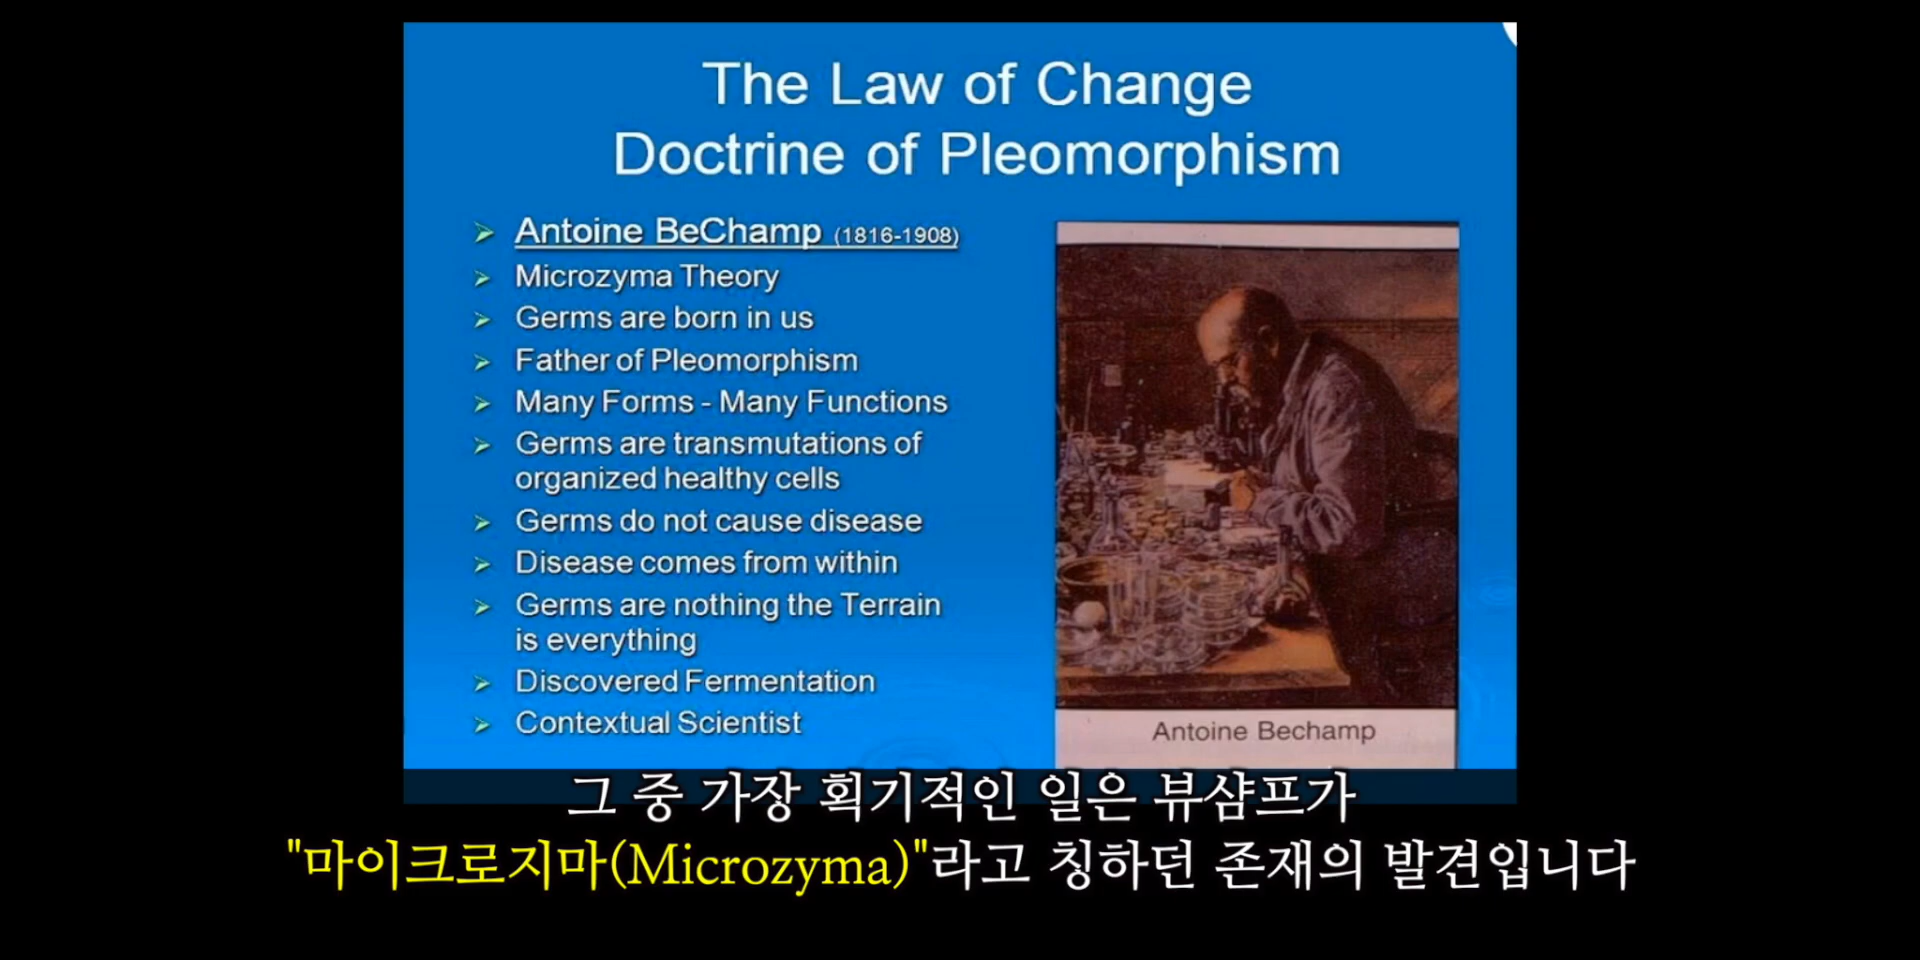 The Law of Change
Doctrine of Pleomorphism
Antoine BeChamp (1816-1908)
Microzyma Theory
Germs are born in us
Father of Pleomorphism
Many Forms - Many Functions
Germs are transmutations of
organized healthy cells
Germs do not cause disease
Disease comes from within
Germs are nothing the Terrain
is everything
Discovered Fermentation
Contextual Scientist
Antoine Bechamp
그 중 가장 획기적인 일은 뷰샴프가
"마이크로지마(Microzyma)"라고 칭하던 존재의 발견입니다